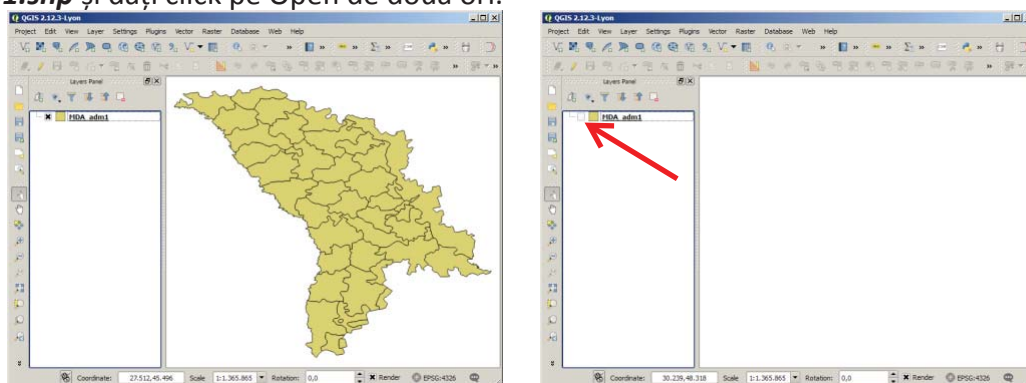 1.shp și dați click pe Open de două ori.
QGIS 2.12.3-Lyon
Project Edit View Layer Settings Plugins Vector Raster Database Web Help
Layers Panel
MDA_adm1
Coordinate: 27.512,45.496 Scale 1:1.365.865 Rotation: 0,0 Render EPSG:4326
QGIS 2.12.3-Lyon
Project Edit View Layer Settings Plugins Vector Raster Database Web Help
Layers Panel
MDA_adm1
Coordinate: 30.239,48.318 Scale 1:1.365.865 Rotation: 0,0 Render EPSG:4326